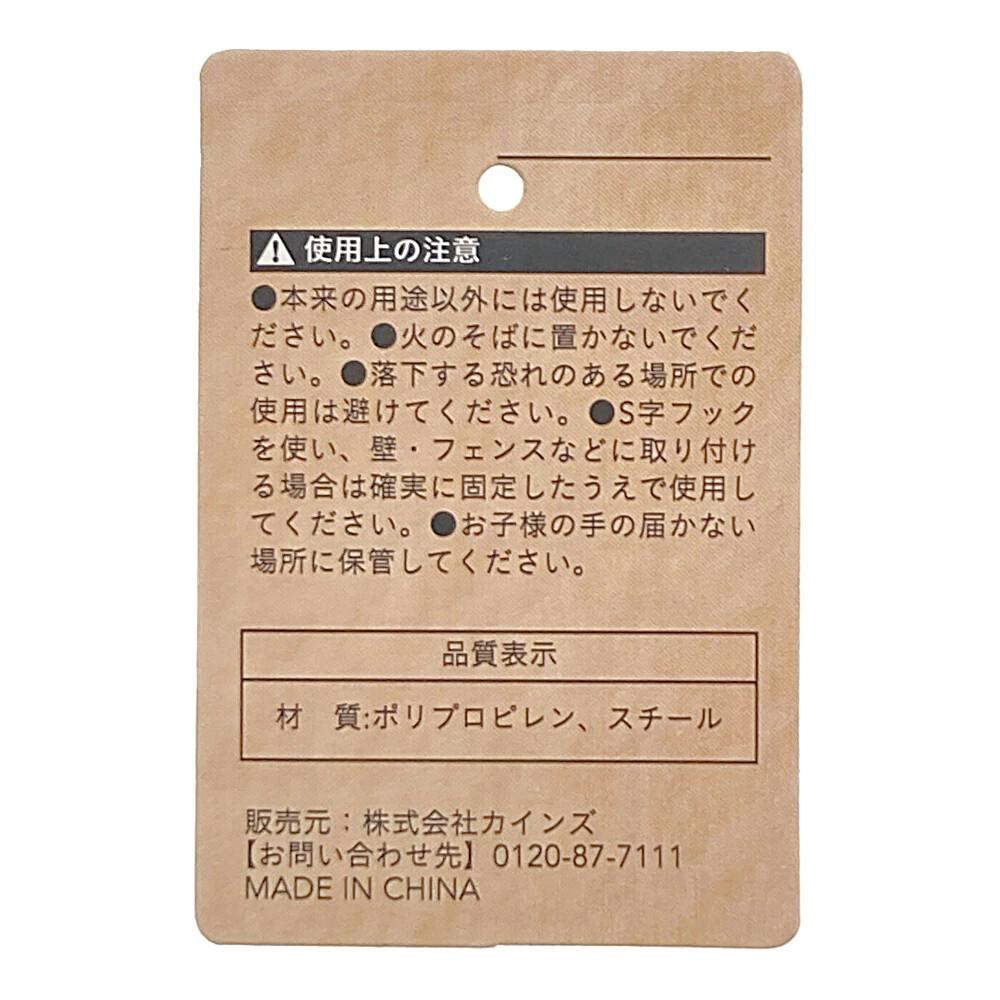 使用上の注意
●本来の用途以外には使用しないでく
ださい。●火のそばに置かないでくだ
さい。●落下する恐れのある場所での
使用は避けてください。●S字フック
を使い、壁・フェンスなどに取り付け
る場合は確実に固定したうえで使用し
てください。●お子様の手の届かない
場所に保管してください。
品質表示
材　質:ポリプロピレン、スチール
販売元：株式会社カインズ
【お問い合わせ先】0120-87-7111
MADE IN CHINA